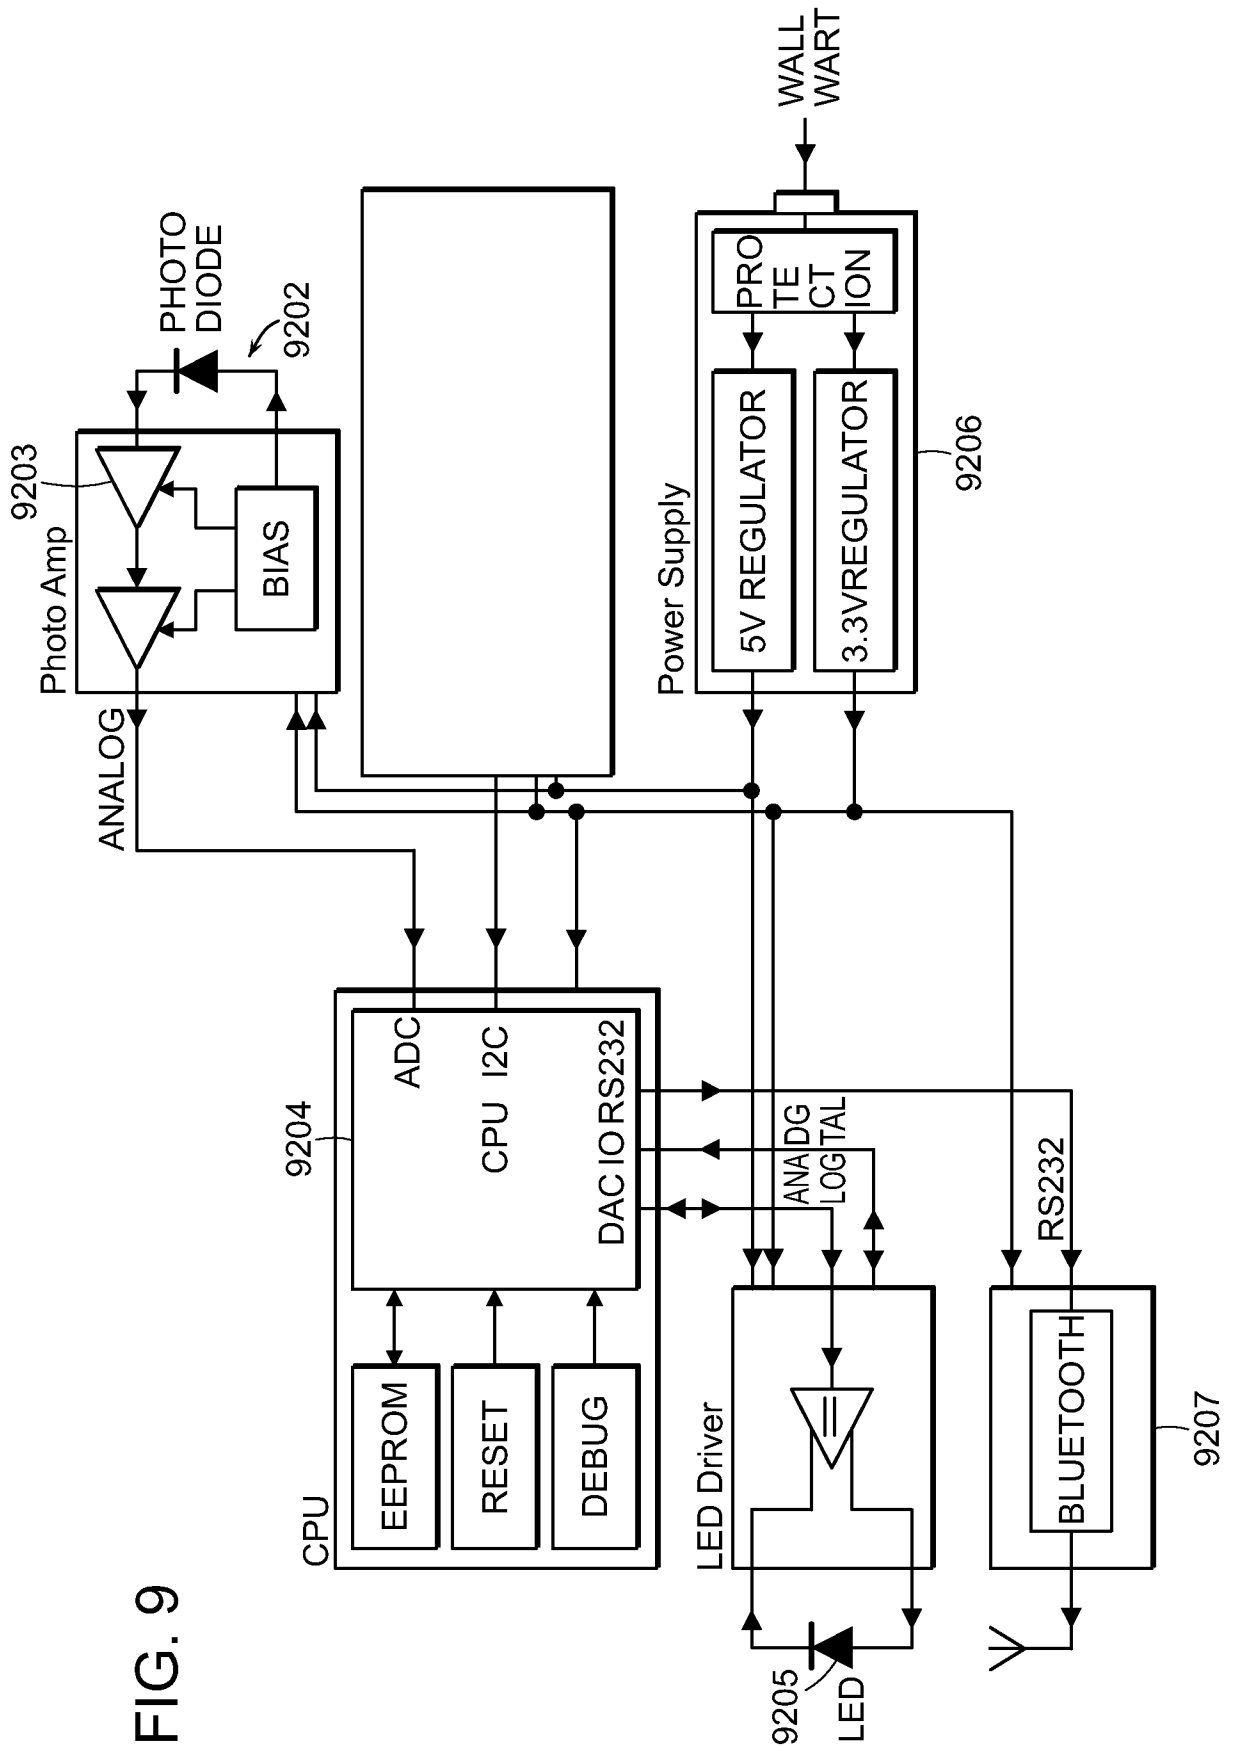 FIG. 9
CPU
EEPROM
RESET
DEBUG
9204
ADC
CPU I2C
DAC IO RS232
ANALOG
Photo Amp
9203
BIAS
PHOTO
DIODE
9202
LED Driver
9205
LED
ANA DG
LOG TAL
Power Supply
5V REGULATOR
3.3VREGULATOR
PRO
TE
CT
ION
9206
WALL
WART
RS232
BLUETOOTH
9207